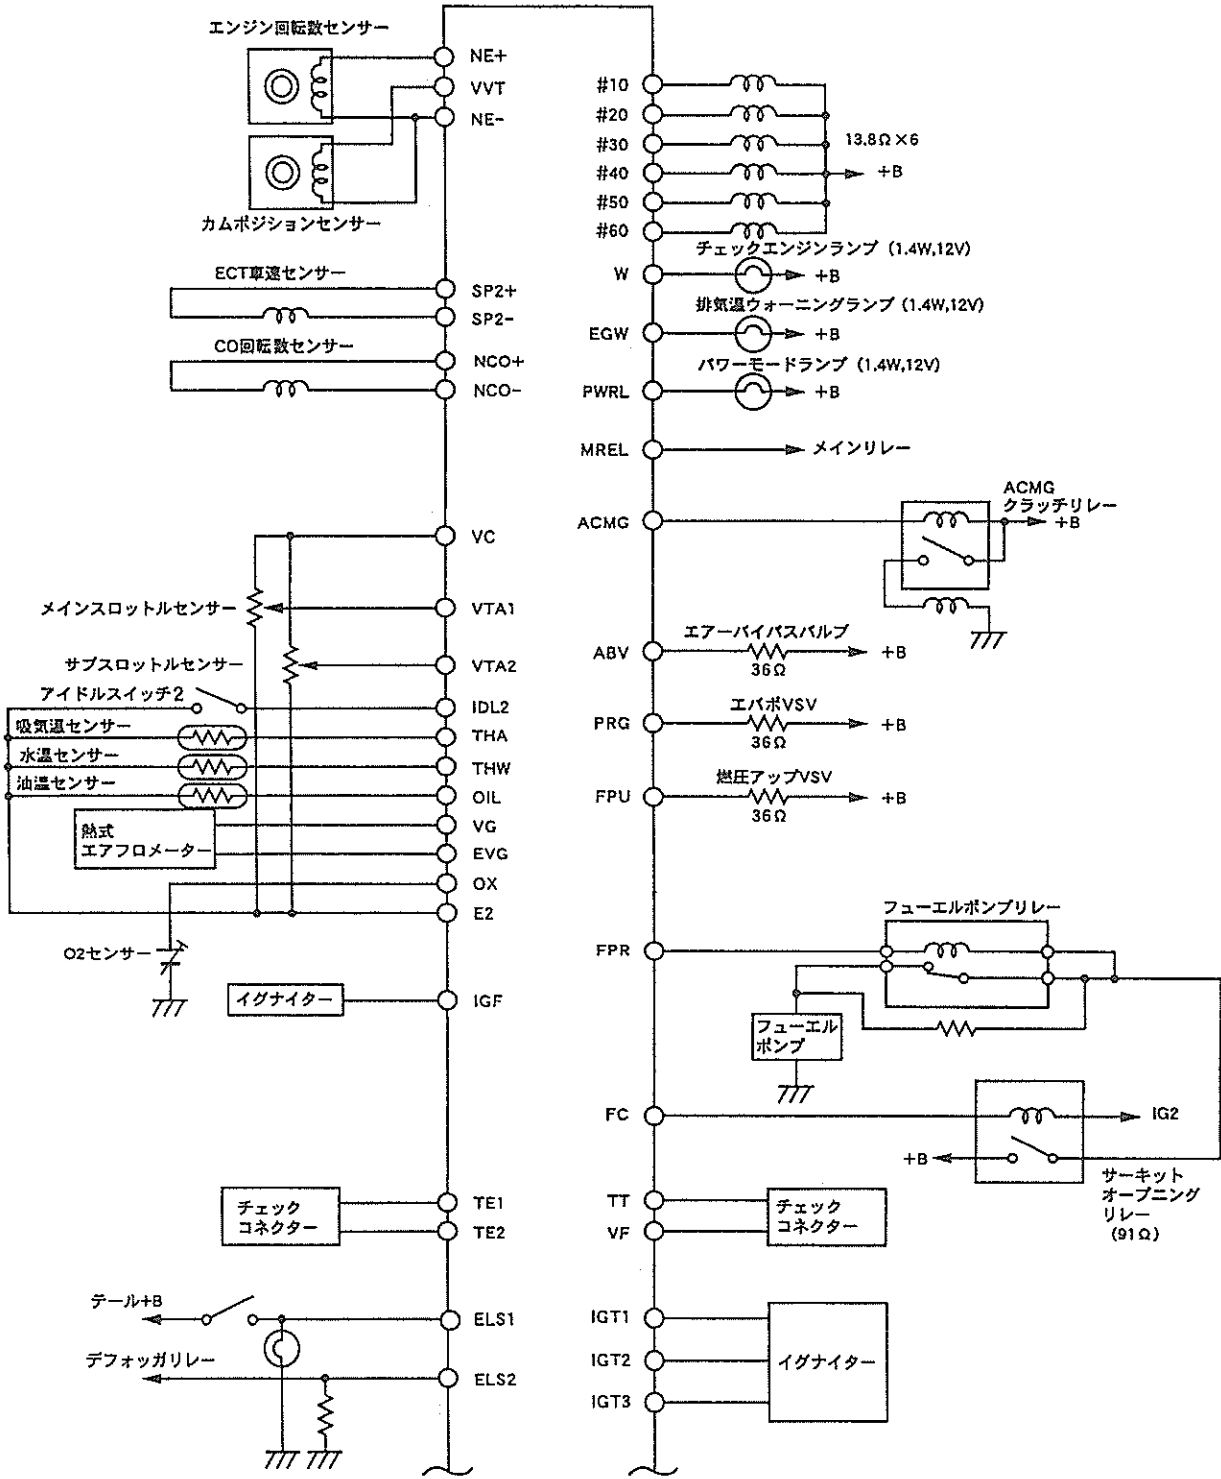 エンジン回転数センサー
NE+
VVT
NE-
カムポジションセンサー
ECT車速センサー
SP2+
SP2-
CO回転数センサー
NCO+
NCO-
VC
メインスロットルセンサー
VTA1
サブスロットルセンサー
VTA2
アイドルスイッチ2
IDL2
吸気温センサー
THA
水温センサー
THW
油温センサー
OIL
熱式
エアフロメーター
VG
EVG
OX
E2
O2センサー
イグナイター
IGF
チェック
コネクター
TE1
TE2
テール+B
ELS1
デフォッガリレー
ELS2
#10
#20
#30
#40
#50
#60
13.8Ω×6
+B
チェックエンジンランプ (1.4W,12V)
W
+B
排気温ウォーニングランプ (1.4W,12V)
EGW
+B
パワーモードランプ (1.4W,12V)
PWRL
+B
MREL
メインリレー
ACMG
ACMG
クラッチリレー
+B
エアーバイパスバルブ
ABV
36Ω
+B
エバポVSV
PRG
36Ω
+B
燃圧アップVSV
FPU
36Ω
+B
フューエルポンプリレー
FPR
フューエル
ポンプ
FC
IG2
+B
サーキット
オープニング
リレー
(91Ω)
TT
VF
チェック
コネクター
IGT1
IGT2
IGT3
イグナイター